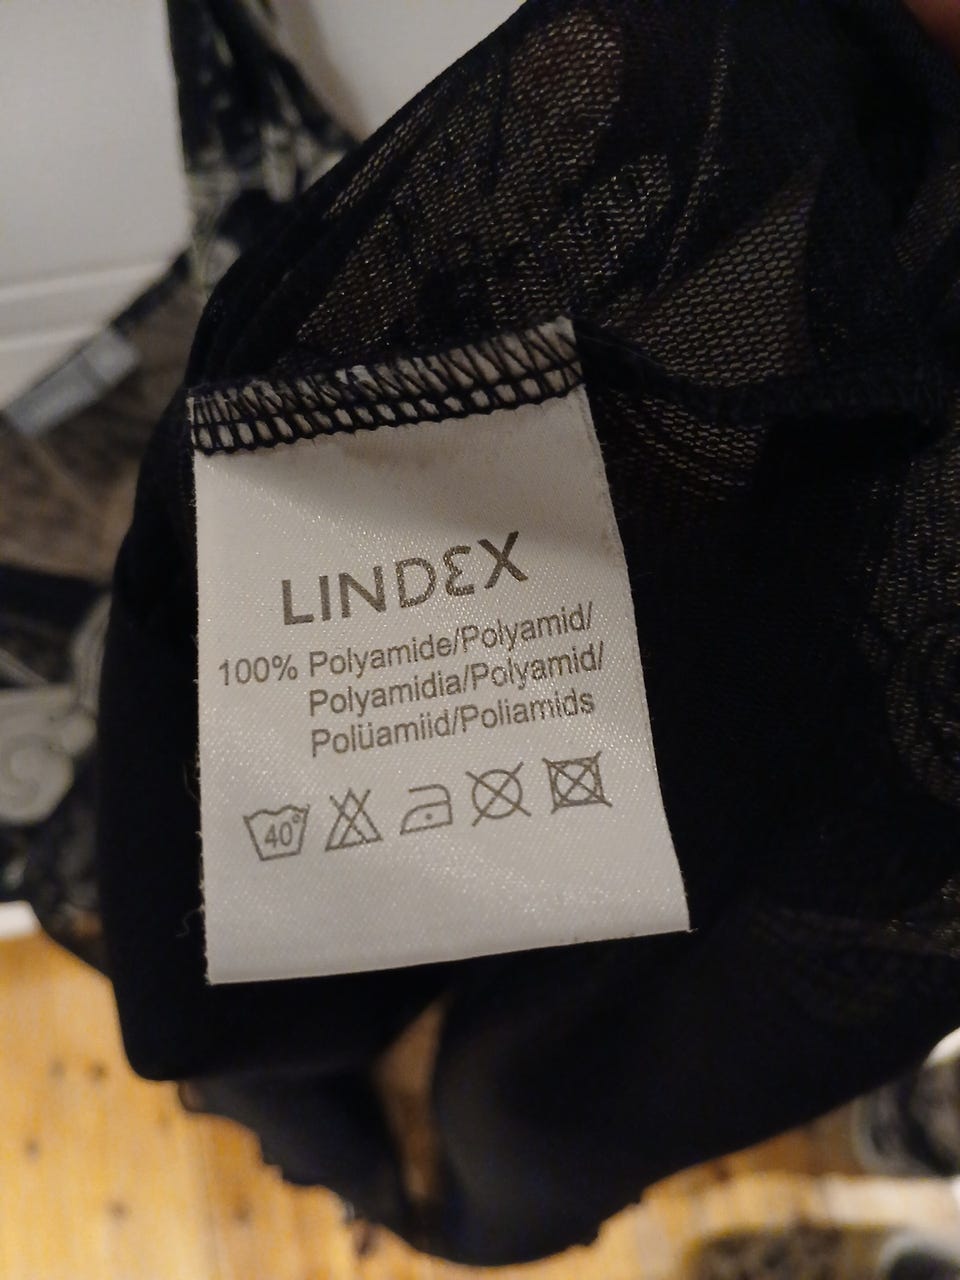 LINDEX
100% Polyamide/Polyamid/
Polyamidia/Polyamid/
Polüamiid/Poliamids
40°